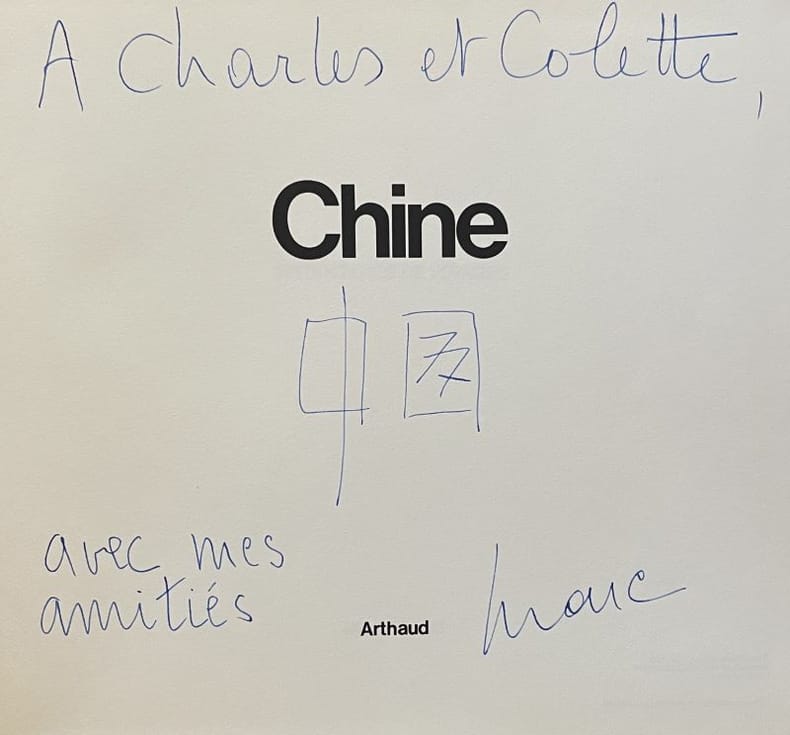 A Charles et Colette,
Chine
中国
avec mes
amitiés
Arthaud
Marc